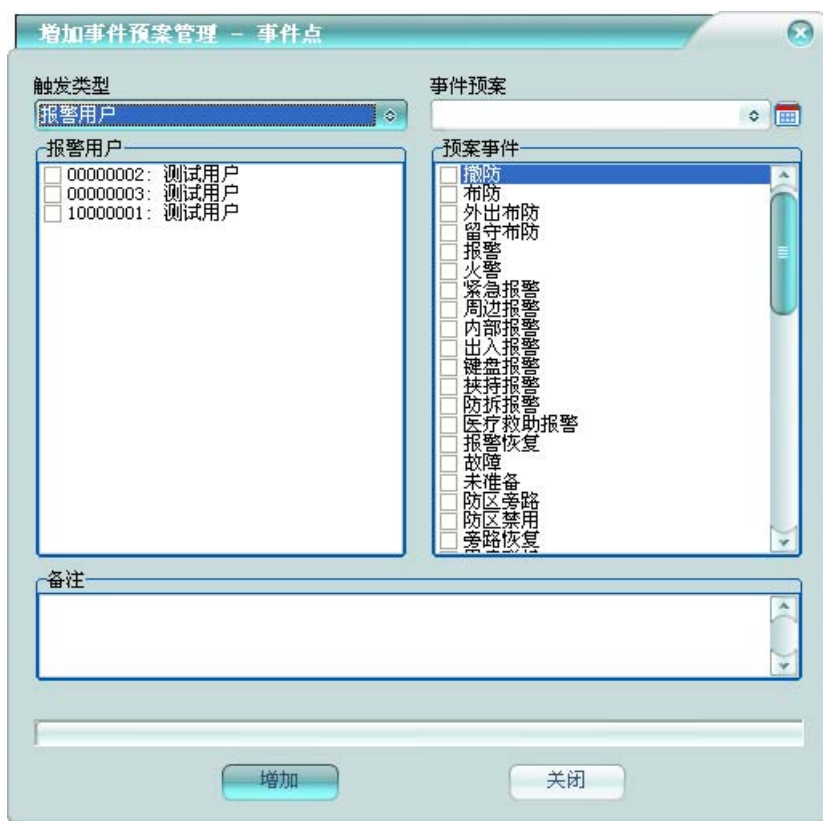 增加事件预案管理 - 事件点
触发类型
事件预案
报警用户
报警用户
00000002: 测试用户
00000003: 测试用户
10000001: 测试用户
预案事件
撤防
布防
外出布防
留守布防
报警
火警
紧急报警
周边报警
内部报警
出入报警
键盘报警
挟持报警
防拆报警
医疗救助报警
报警恢复
故障
未准备
防区旁路
防区禁用
旁路恢复
备注
增加
关闭